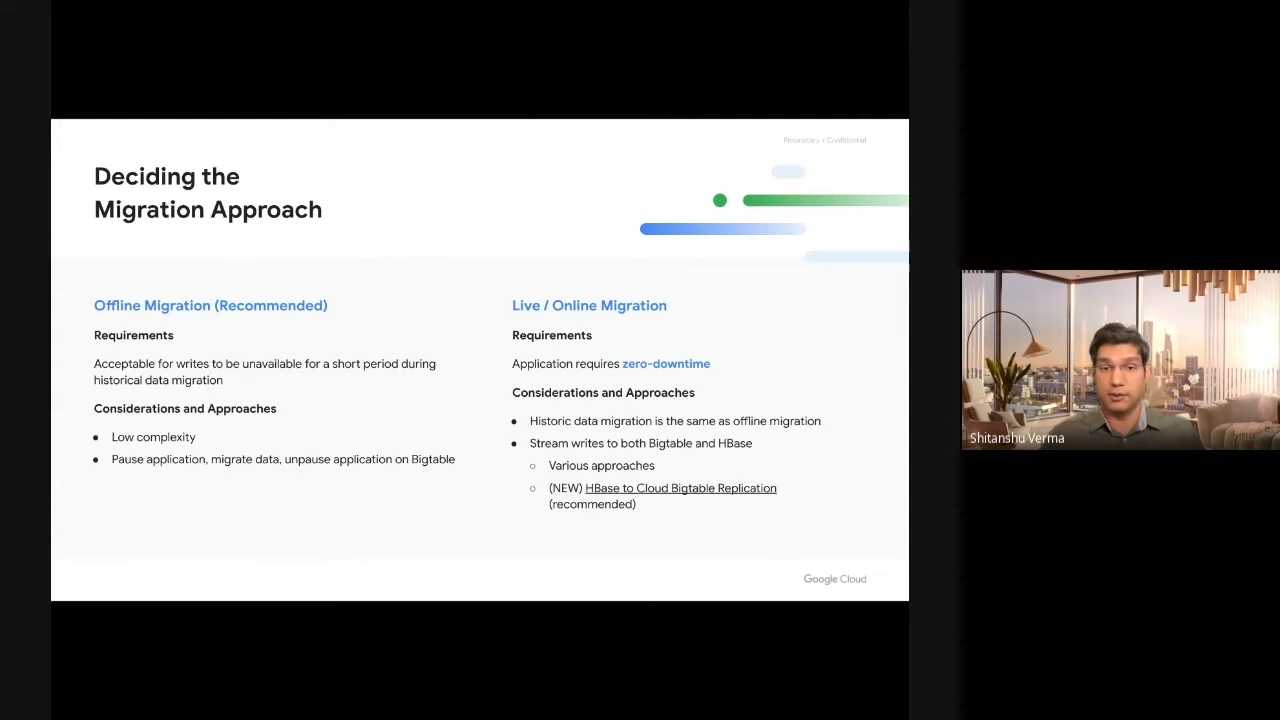 Proprietary + Confidential
Deciding the
Migration Approach
Offline Migration (Recommended)
Requirements
Acceptable for writes to be unavailable for a short period during
historical data migration
Considerations and Approaches
● Low complexity
● Pause application, migrate data, unpause application on Bigtable
Live / Online Migration
Requirements
Application requires zero-downtime
Considerations and Approaches
● Historic data migration is the same as offline migration
● Stream writes to both Bigtable and HBase
○ Various approaches
○ (NEW) HBase to Cloud Bigtable Replication
(recommended)
Google Cloud
Shitanshu Verma